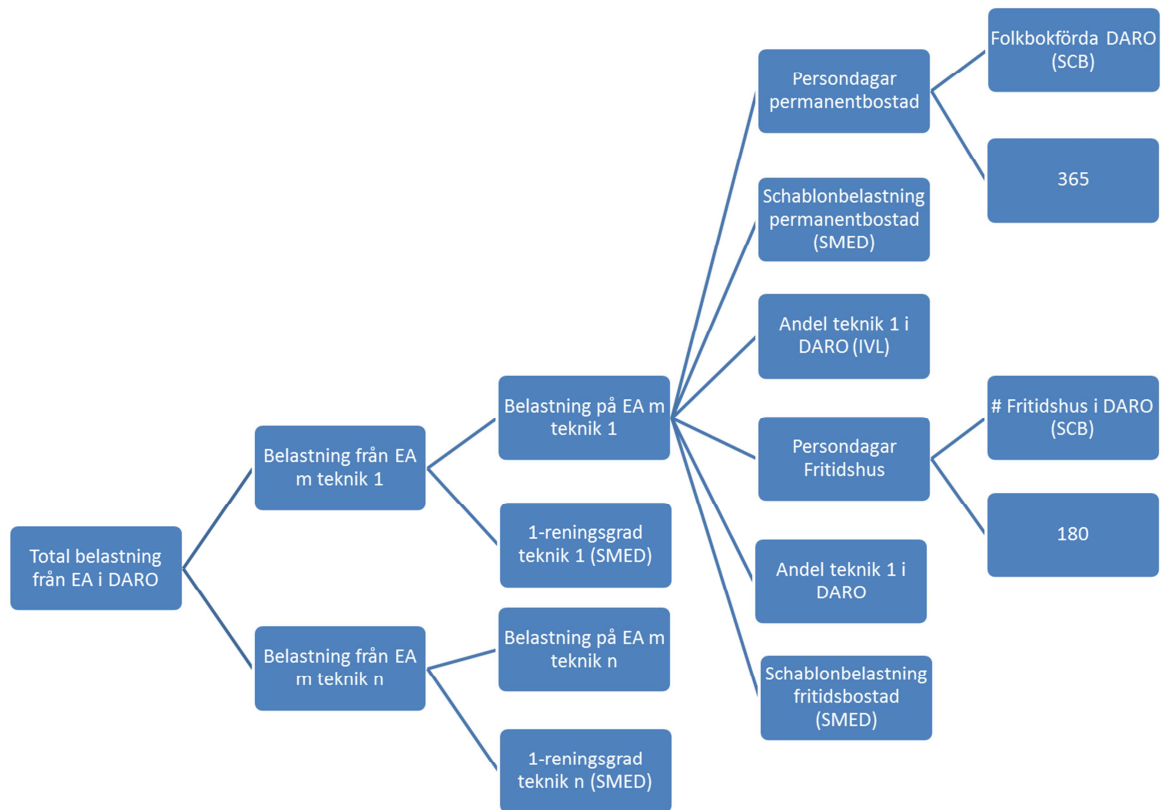 Total belastning
från EA i DARO
Belastning från EA
m teknik 1
Belastning från EA
m teknik n
Belastning på EA m
teknik 1
1-reningsgrad
teknik 1 (SMED)
Belastning på EA m
teknik n
1-reningsgrad
teknik n (SMED)
Persondagar
permanentbostad
Schablonbelastning
permanentbostad
(SMED)
Andel teknik 1 i
DARO (IVL)
Persondagar
Fritidshus
Andel teknik 1 i
DARO
Schablonbelastning
fritidsbostad
(SMED)
Folkbokförda DARO
(SCB)
365
# Fritidshus i DARO
(SCB)
180